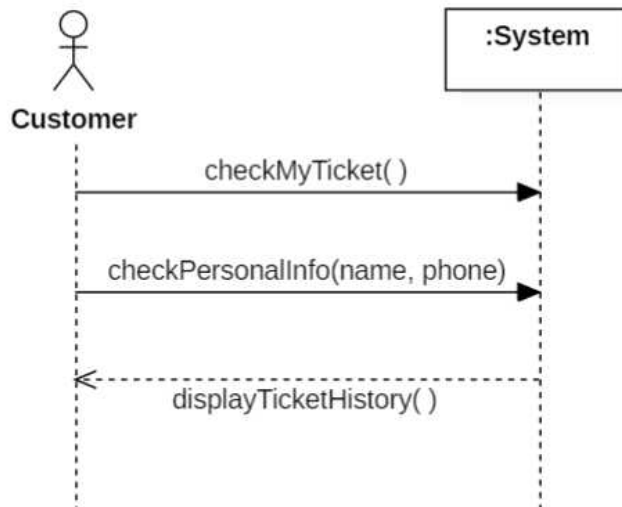 :System
Customer
checkMyTicket( )
checkPersonalInfo(name, phone)
displayTicketHistory( )